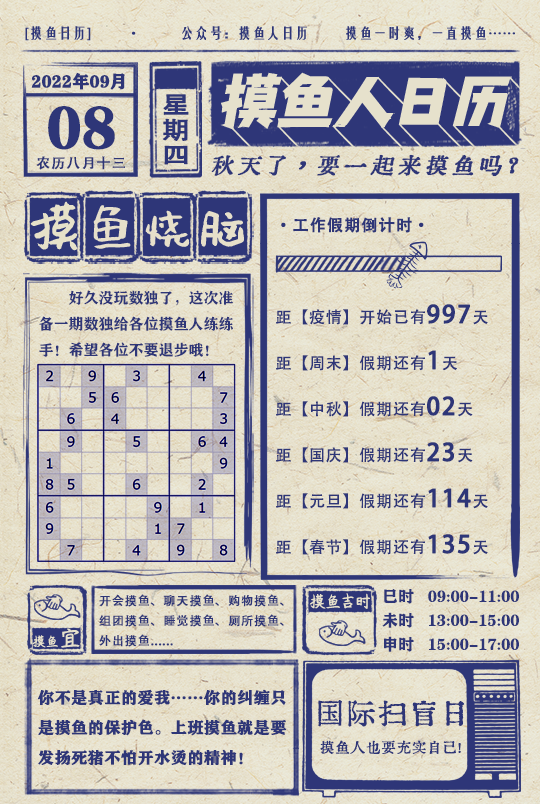 [摸鱼日历] · 公众号：摸鱼人日历 摸鱼一时爽，一直摸鱼……
2022年09月
08
农历八月十三
星期四
摸鱼人日历
秋天了，要一起来摸鱼吗？
摸鱼烧脑
好久没玩数独了，这次准
备一期数独给各位摸鱼人练练
手！希望各位不要退步哦！
2 9 3 4
5 6 7
6 4 3
9 5 6 4
1 9
8 5 6 2
6 9 1
9 1 7
7 4 9 8
·工作假期倒计时·
距【疫情】开始已有997天
距【周末】假期还有1天
距【中秋】假期还有02天
距【国庆】假期还有23天
距【元旦】假期还有114天
距【春节】假期还有135天
摸鱼宜
开会摸鱼、聊天摸鱼、购物摸鱼、
组团摸鱼、睡觉摸鱼、厕所摸鱼、
外出摸鱼……
摸鱼吉时
巳时 09:00-11:00
未时 13:00-15:00
申时 15:00-17:00
你不是真正的爱我……你的纠缠只
是摸鱼的保护色。上班摸鱼就是要
发扬死猪不怕开水烫的精神！
国际扫盲日
摸鱼人也要充实自己！